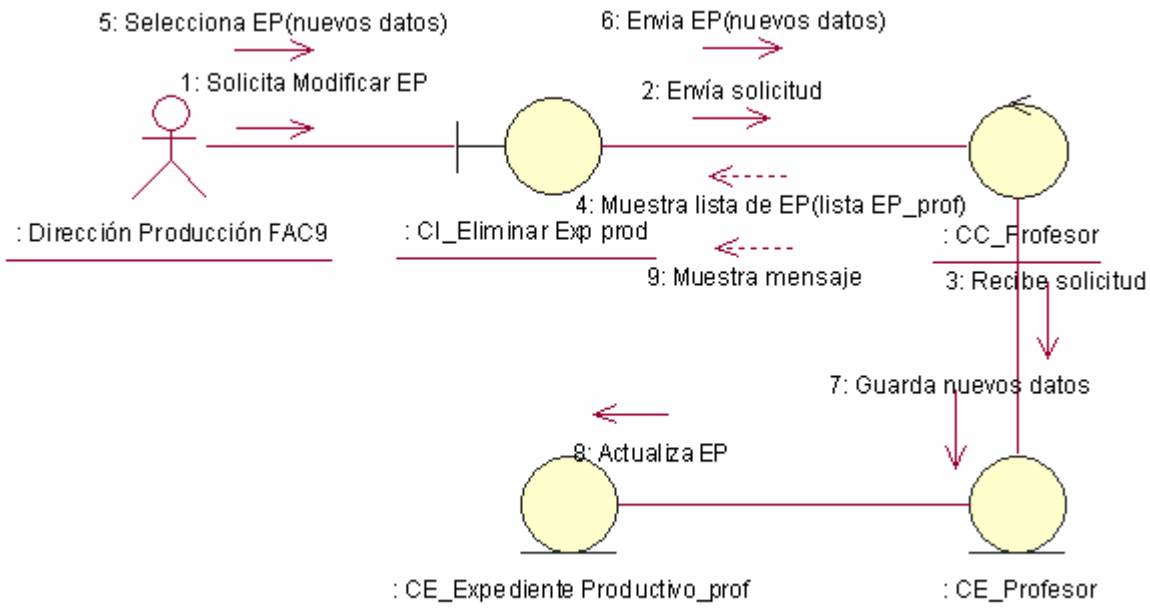 5: Selecciona EP(nuevos datos)
6: Envia EP(nuevos datos)
1: Solicita Modificar EP
2: Envía solicitud
4: Muestra lista de EP(lista EP_prof)
: Dirección Producción FAC9
: CI_Eliminar Exp prod
: CC_Profesor
9: Muestra mensaje
3: Recibe solicitud
7: Guarda nuevos datos
8: Actualiza EP
: CE_Expediente Productivo_prof
: CE_Profesor